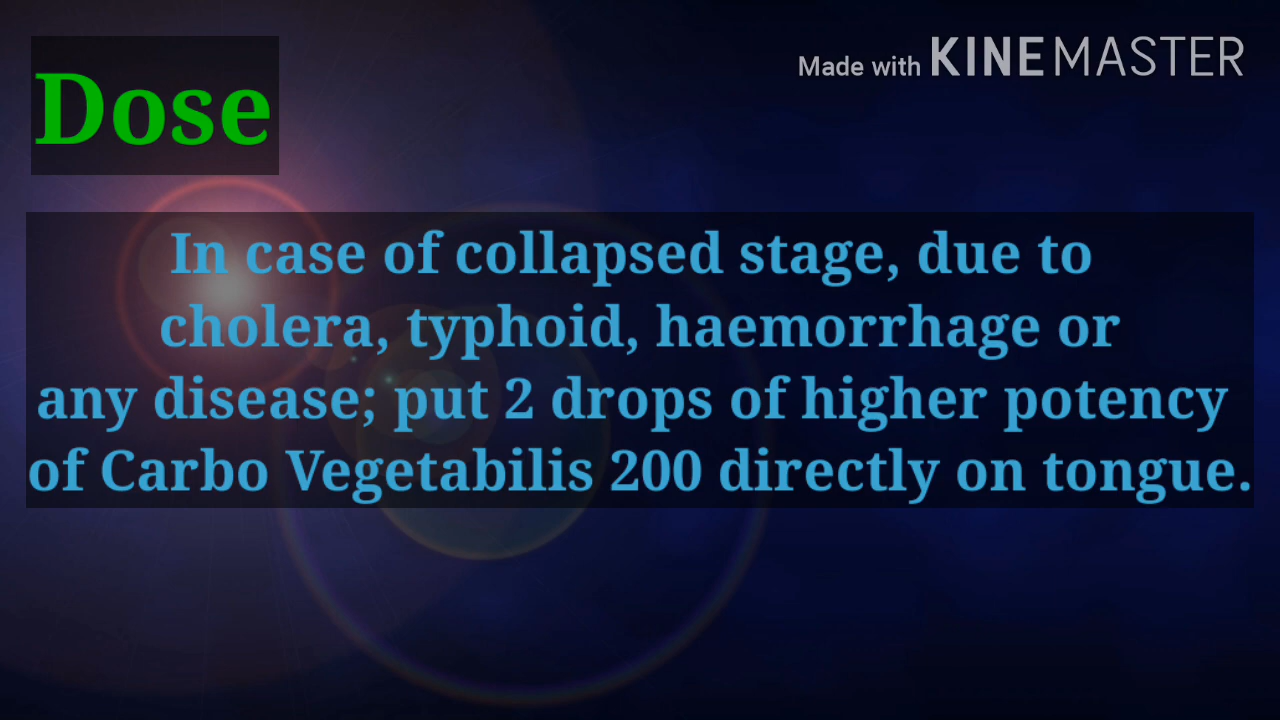 Made with KINEMASTER
Dose
In case of collapsed stage, due to
cholera, typhoid, haemorrhage or
any disease; put 2 drops of higher potency
of Carbo Vegetabilis 200 directly on tongue.